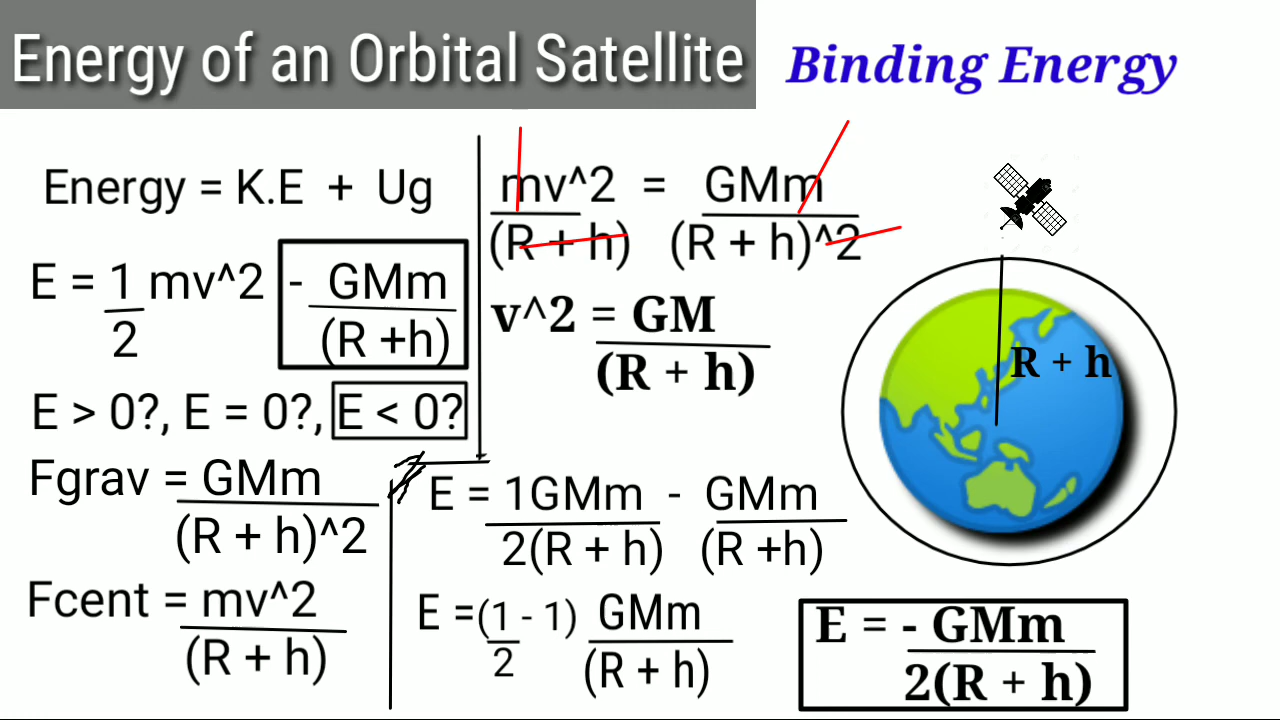 Energy of an Orbital Satellite
Binding Energy
Energy = K.E + Ug
E = 1 mv^2 - GMm
2 (R +h)
E > 0?, E = 0?, E < 0?
Fgrav = GMm
(R + h)^2
Fcent = mv^2
(R + h)
mv^2 = GMm
(R + h) (R + h)^2
v^2 = GM
(R + h)
E = 1GMm - GMm
2(R + h) (R +h)
E =(1 - 1) GMm
2 (R + h)
R + h
E = - GMm
2(R + h)